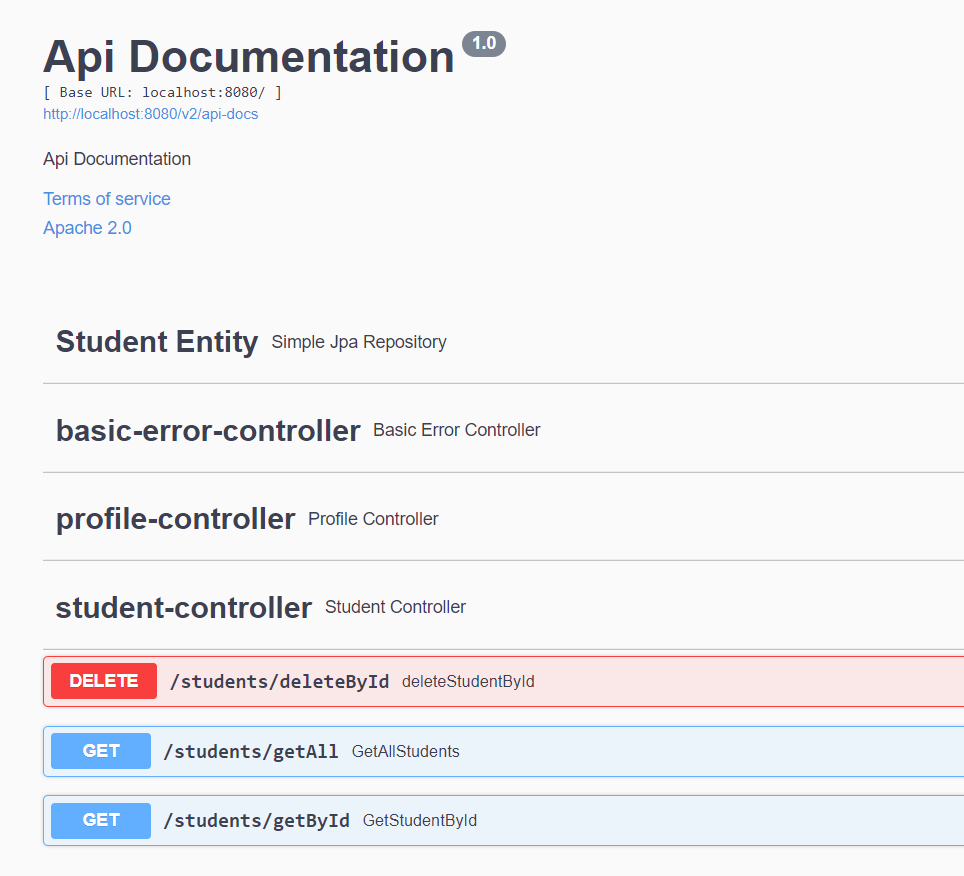 Api Documentation 1.0
[ Base URL: localhost:8080/ ]
http://localhost:8080/v2/api-docs
Api Documentation
Terms of service
Apache 2.0
Student Entity Simple Jpa Repository
basic-error-controller Basic Error Controller
profile-controller Profile Controller
student-controller Student Controller
DELETE /students/deleteById deleteStudentById
GET /students/getAll GetAllStudents
GET /students/getById GetStudentById